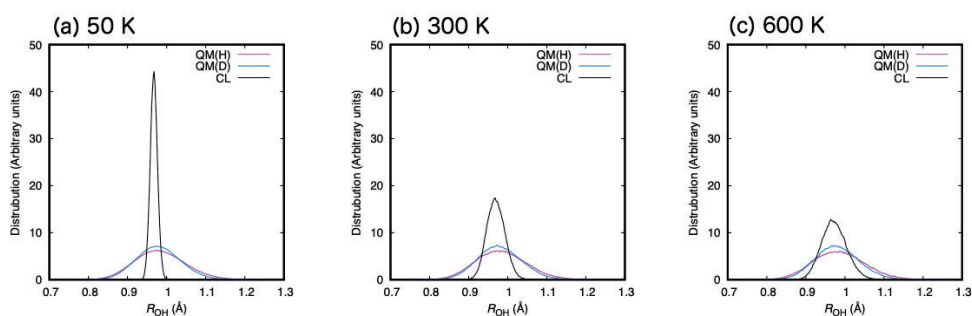 (a) 50 K
QM(H)
QM(D)
CL
Distrubution (Arbitrary units)
50
40
30
20
10
0
0.7 0.8 0.9 1 1.1 1.2 1.3
ROH (Å)
(b) 300 K
QM(H)
QM(D)
CL
Distrubution (Arbitrary units)
50
40
30
20
10
0
0.7 0.8 0.9 1 1.1 1.2 1.3
ROH (Å)
(c) 600 K
QM(H)
QM(D)
CL
Distrubution (Arbitrary units)
50
40
30
20
10
0
0.7 0.8 0.9 1 1.1 1.2 1.3
ROH (Å)